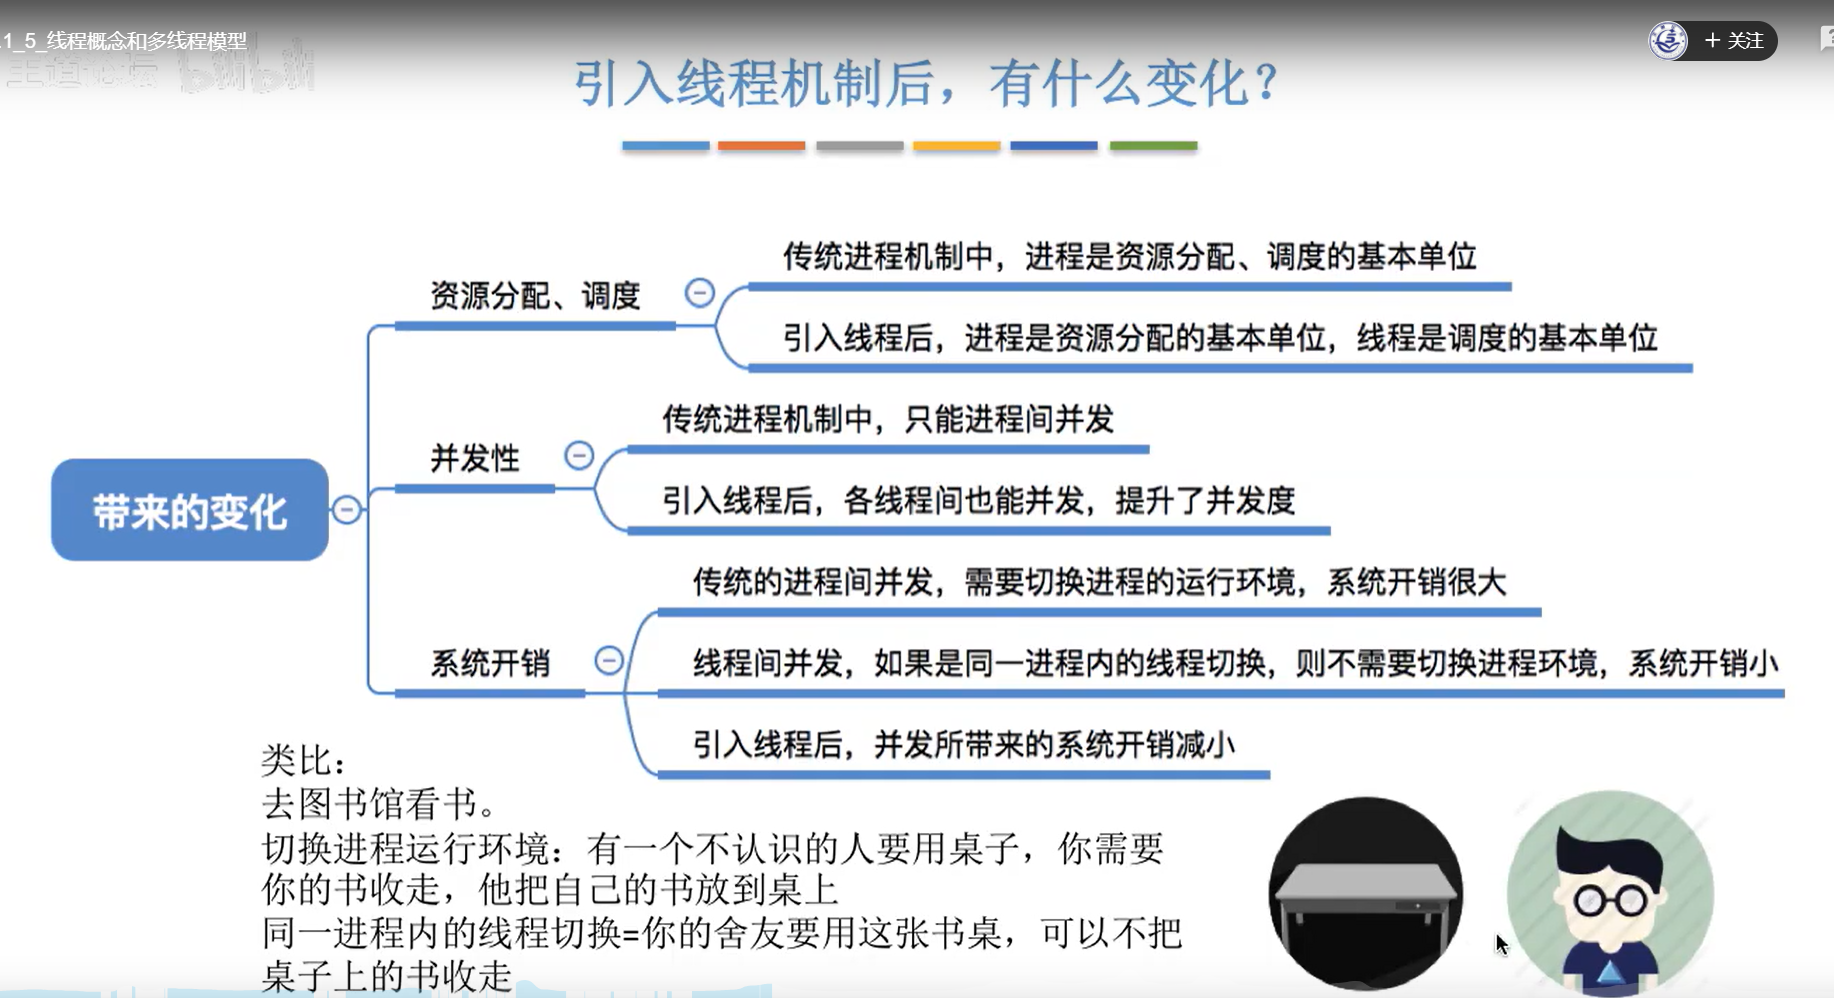 .1_5_线程概念和多线程模型
+ 关注
王道论坛 bilibili
引入线程机制后，有什么变化？
传统进程机制中，进程是资源分配、调度的基本单位
资源分配、调度
引入线程后，进程是资源分配的基本单位，线程是调度的基本单位
传统进程机制中，只能进程间并发
并发性
引入线程后，各线程间也能并发，提升了并发度
带来的变化
传统的进程间并发，需要切换进程的运行环境，系统开销很大
系统开销
线程间并发，如果是同一进程内的线程切换，则不需要切换进程环境，系统开销小
引入线程后，并发所带来的系统开销减小
类比：
去图书馆看书。
切换进程运行环境：有一个不认识的人要用桌子，你需要
你的书收走，他把自己的书放到桌上
同一进程内的线程切换=你的舍友要用这张书桌，可以不把
桌子上的书收走